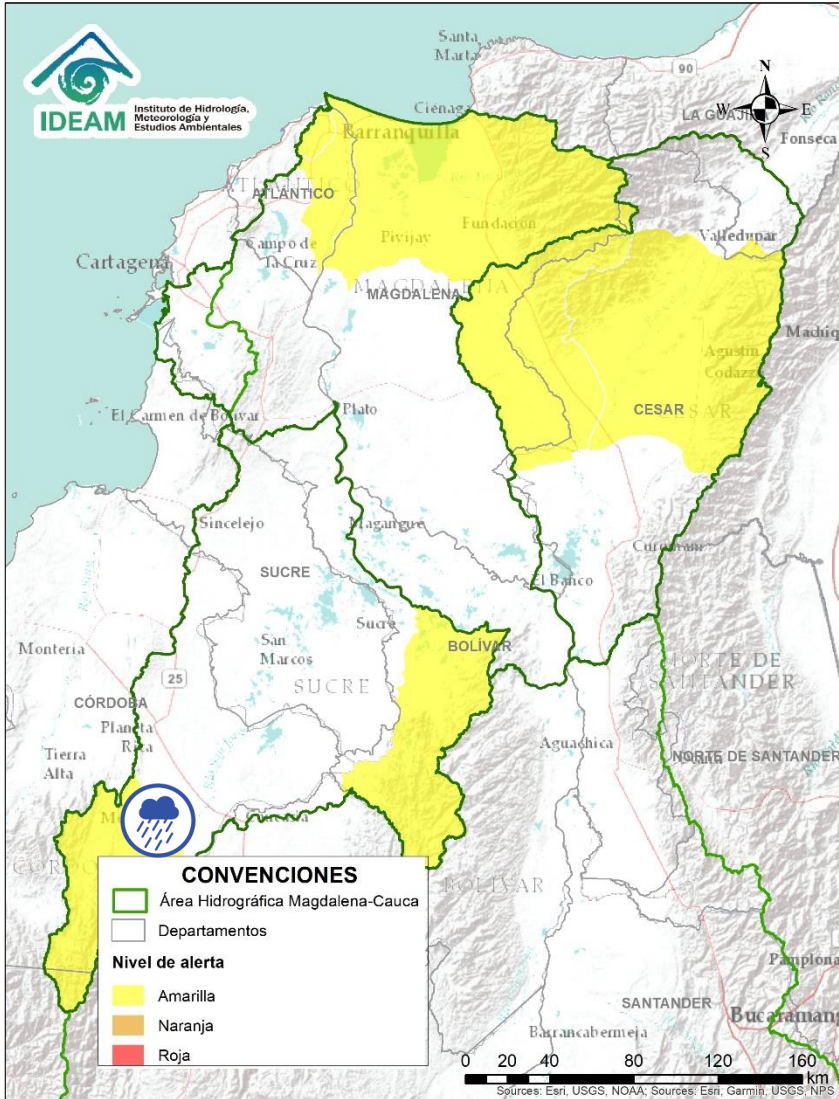 IDEAM
Instituto de Hidrología,
Meteorología y
Estudios Ambientales
Santa
Marta
90
N
W
E
S
Ciénaga
LA GUAJIR
Fonseca
Barranquilla
ATLÁNTICO
Fundación
Pivijay
Campo de
la Cruz
Valledupar
Cartagena
MAGDALENA
MAGDALENA
Machiq
Agustín
Codazzi
CESAR
El Carmen de Bolívar
Plato
Sincelejo
Magangué
Curumaní
SUCRE
El Banco
Sucre
San
Marcos
BOLÍVAR
Montería
25
SUCRE
NORTE DE
SANTANDER
CÓRDOBA
Planeta
Rica
Tierra
Alta
Aguachica
NORTE DE SANTANDER
BOLÍVAR
Pamplona
SANTANDER
Bucaramang
Barrancabermeja
CONVENCIONES
Área Hidrográfica Magdalena-Cauca
Departamentos
Nivel de alerta
Amarilla
Naranja
Roja
0 20 40 80 120 160
km
Sources: Esri, USGS, NOAA; Sources: Esri, Garmin, USGS, NPS